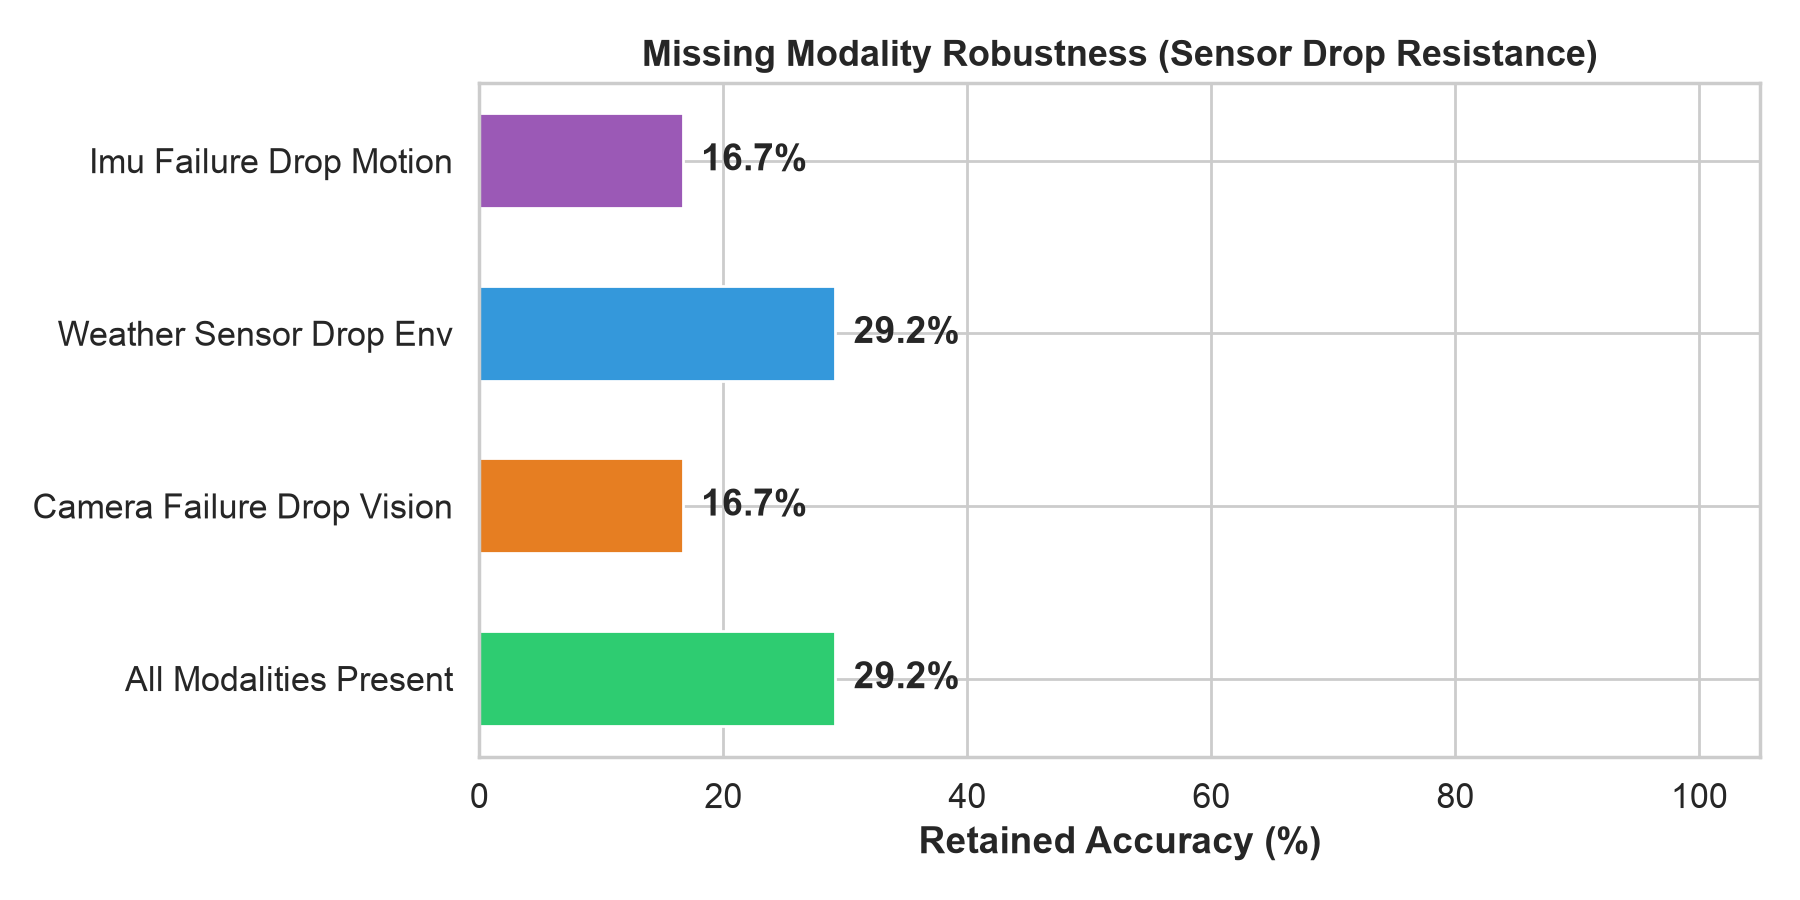 Missing Modality Robustness (Sensor Drop Resistance)
Imu Failure Drop Motion
16.7%
Weather Sensor Drop Env
29.2%
Camera Failure Drop Vision
16.7%
All Modalities Present
29.2%
0 20 40 60 80 100
Retained Accuracy (%)